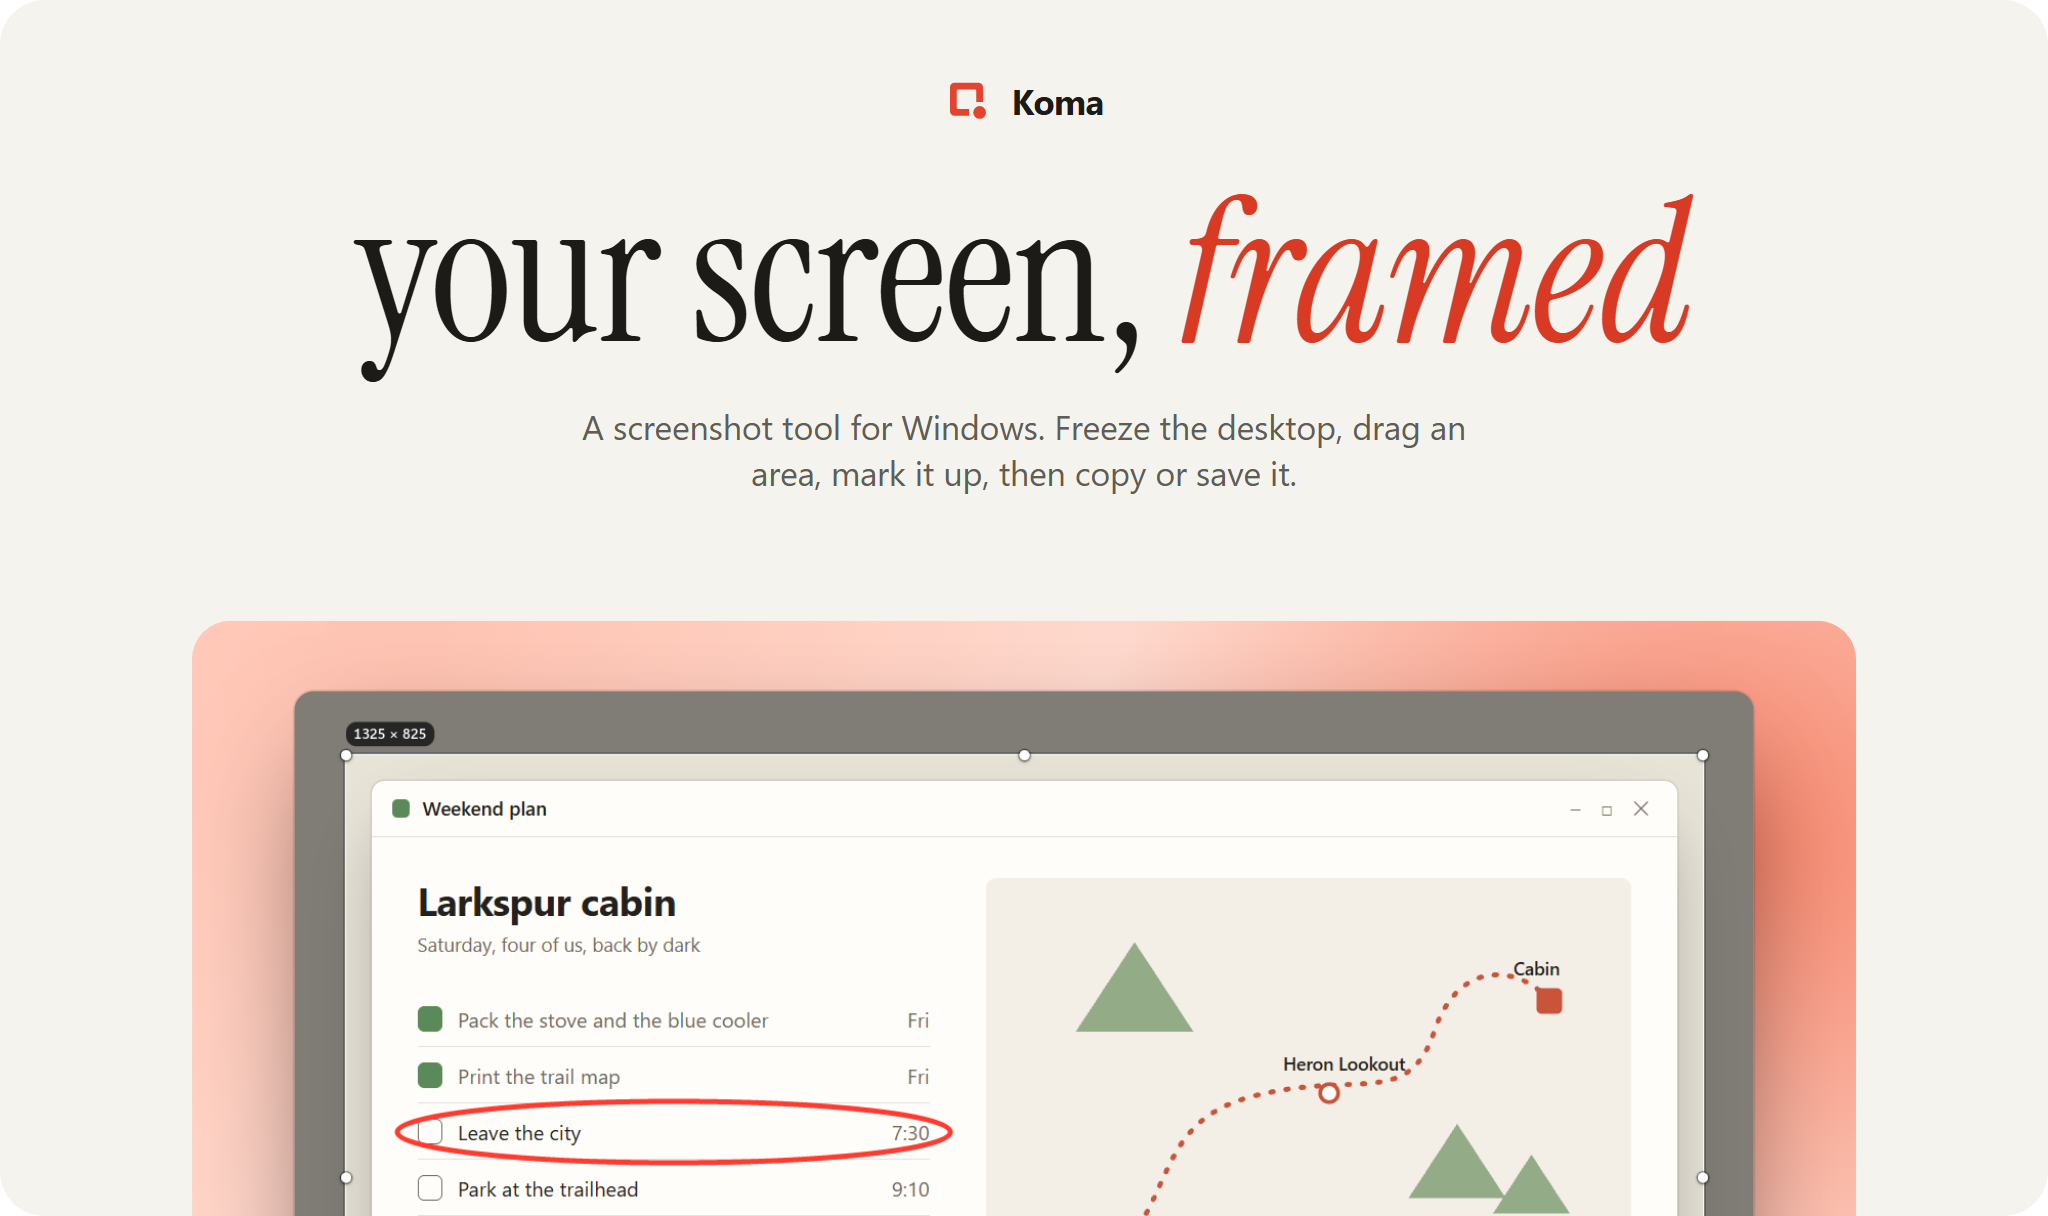 Koma
your screen, framed
A screenshot tool for Windows. Freeze the desktop, drag an
area, mark it up, then copy or save it.
1325 × 825
Weekend plan
Larkspur cabin
Saturday, four of us, back by dark
Pack the stove and the blue cooler Fri
Print the trail map Fri
Leave the city 7:30
Park at the trailhead 9:10
Cabin
Heron Lookout